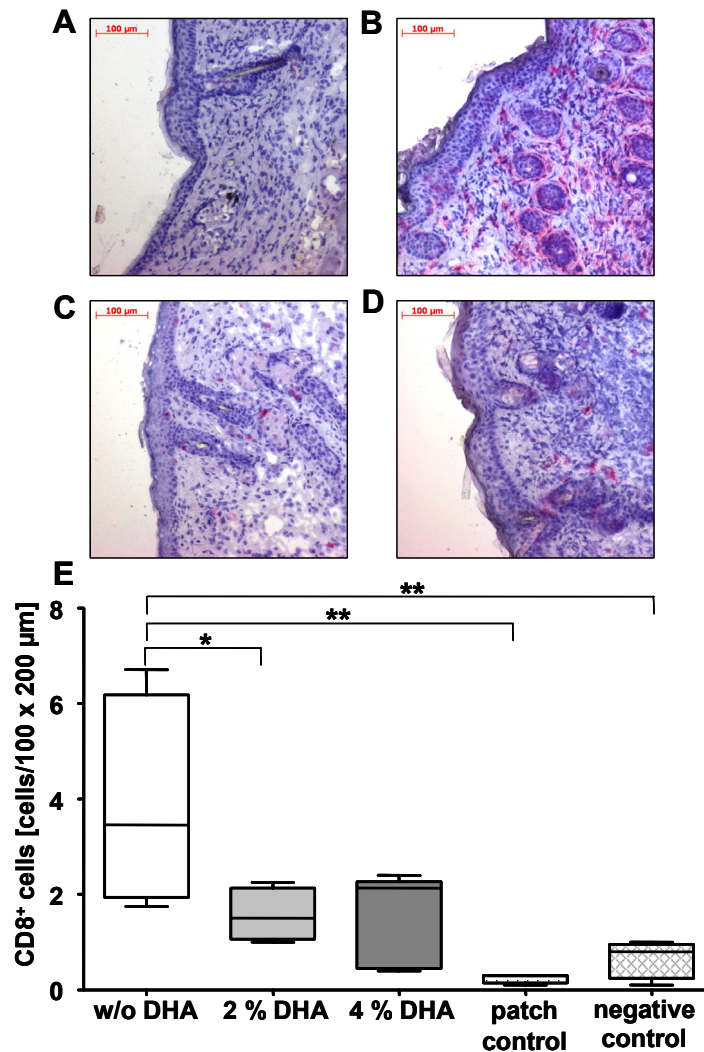 A
100 µm
B
100 µm
C
100 µm
D
100 µm
E
**
**
*
CD8⁺ cells [cells/100 x 200 µm]
8
6
4
2
0
w/o DHA
2 % DHA
4 % DHA
patch
control
negative
control